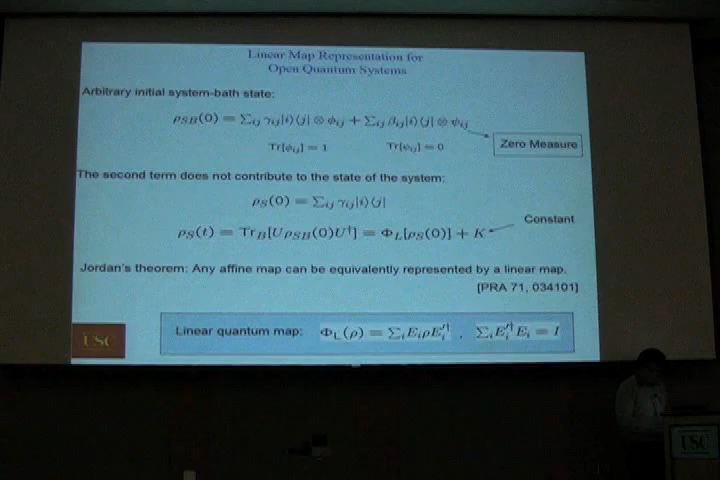 Linear Map Representation for
Open Quantum Systems
Arbitrary initial system-bath state:
ρSB(0) = Σij γij|i⟩⟨j| ⊗ ϕij + Σij βij|i⟩⟨j| ⊗ ψij
Zero Measure
Tr[ϕij] = 1 Tr[ψij] = 0
The second term does not contribute to the state of the system:
ρS(0) = Σij γij|i⟩⟨j|
Constant
ρS(t) = TrB[UρSB(0)U†] = ΦL[ρS(0)] + K
Jordan's theorem: Any affine map can be equivalently represented by a linear map.
[PRA 71, 034101]
Linear quantum map: ΦL(ρ) = Σi EiρE′i† , Σi E′i†Ei = I
USC
USC